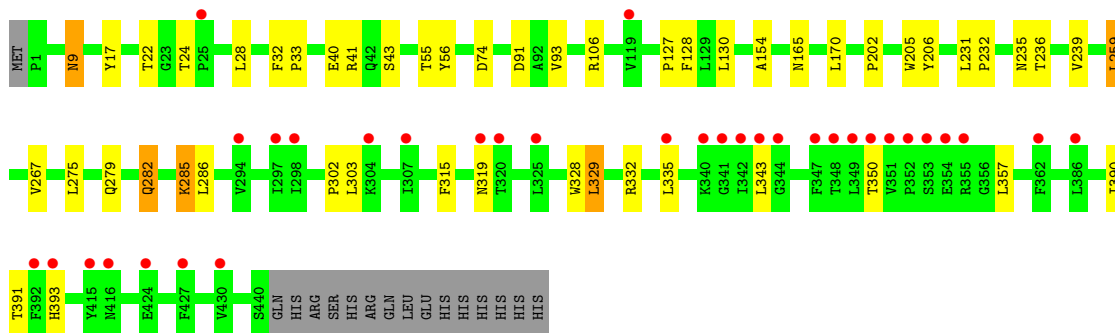 MET P1 N9 Y17 T22 G23 T24 P25 L28 F32 P33 E40 R41 Q42 S43 T55 Y56 D74 D91 A92 V93 R106 V119 P127 F128 L129 L130 A154 N165 L170 P202 W205 Y206 L231 P232 N235 T236 V239 L259
V267 L275 Q279 Q282 K285 L286 V294 I297 I298 P302 L303 K304 I307 F315 N319 T320 L325 W328 L329 R332 L335 K340 G341 I342 L343 G344 F347 T348 L349 T350 V351 P352 S353 E354 R355 G356 L357 F362 L386
T391 F392 H393 Y415 N416 E424 F427 V430 S440 GLN HIS ARG SER HIS ARG GLN LEU GLU HIS HIS HIS HIS HIS HIS